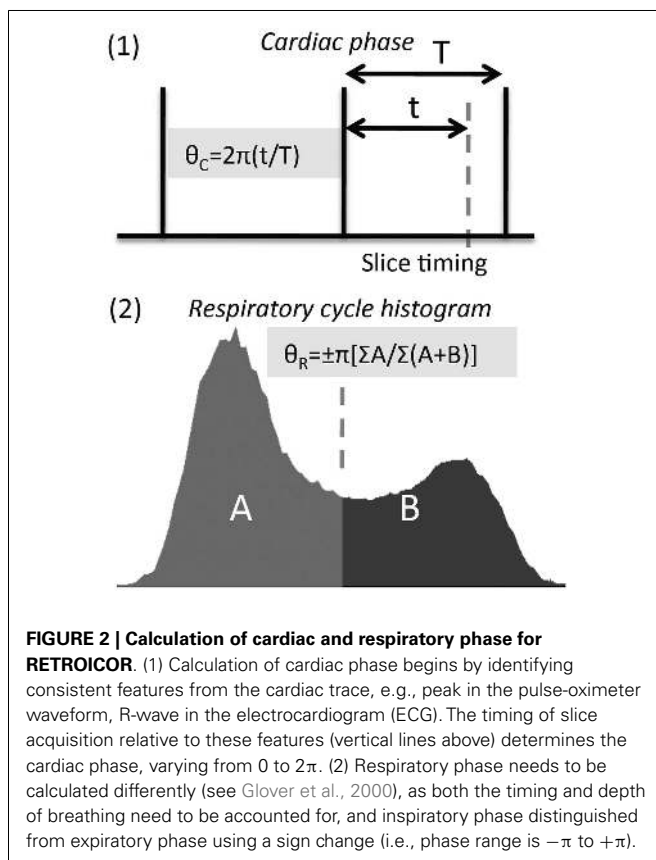 (1) Cardiac phase
T
t
θ_C=2π(t/T)
Slice timing
(2) Respiratory cycle histogram
θ_R=±π[ΣA/Σ(A+B)]
A B
FIGURE 2 | Calculation of cardiac and respiratory phase for
RETROICOR. (1) Calculation of cardiac phase begins by identifying
consistent features from the cardiac trace, e.g., peak in the pulse-oximeter
waveform, R-wave in the electrocardiogram (ECG). The timing of slice
acquisition relative to these features (vertical lines above) determines the
cardiac phase, varying from 0 to 2π. (2) Respiratory phase needs to be
calculated differently (see Glover et al., 2000), as both the timing and depth
of breathing need to be accounted for, and inspiratory phase distinguished
from expiratory phase using a sign change (i.e., phase range is −π to +π).